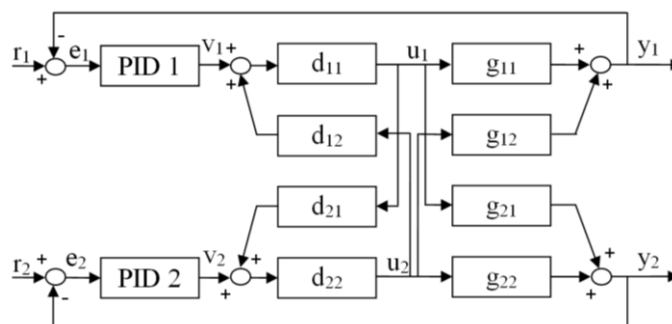 -
r₁ + e₁ PID 1 v₁ + + d₁₁ u₁ g₁₁ + + y₁
d₁₂ g₁₂
d₂₁ g₂₁
r₂ + - e₂ PID 2 v₂ + + d₂₂ u₂ g₂₂ + + y₂